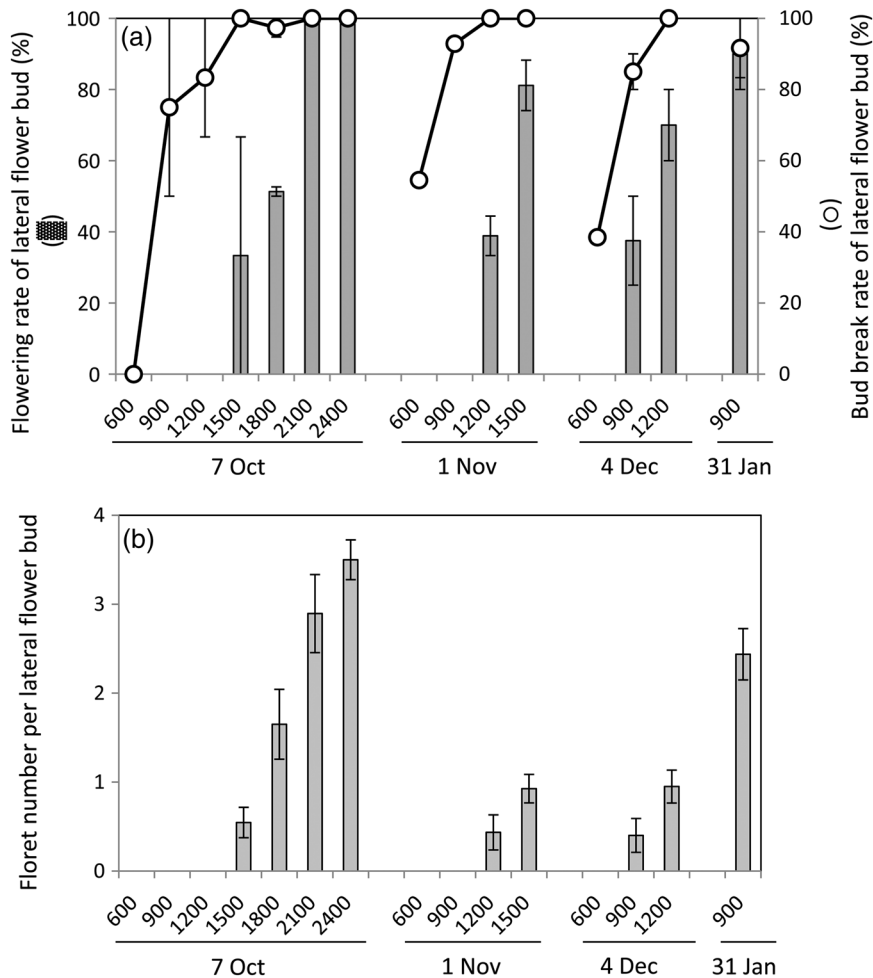 (a)
Flowering rate of lateral flower bud (%)
( )
100
80
60
40
20
0
100
80
60
40
20
0
Bud break rate of lateral flower bud (%)
(○)
600 900 1200 1500 1800 2100 2400 600 900 1200 1500 600 900 1200 900
7 Oct 1 Nov 4 Dec 31 Jan
(b)
Floret number per lateral flower bud
4
3
2
1
0
600 900 1200 1500 1800 2100 2400 600 900 1200 1500 600 900 1200 900
7 Oct 1 Nov 4 Dec 31 Jan